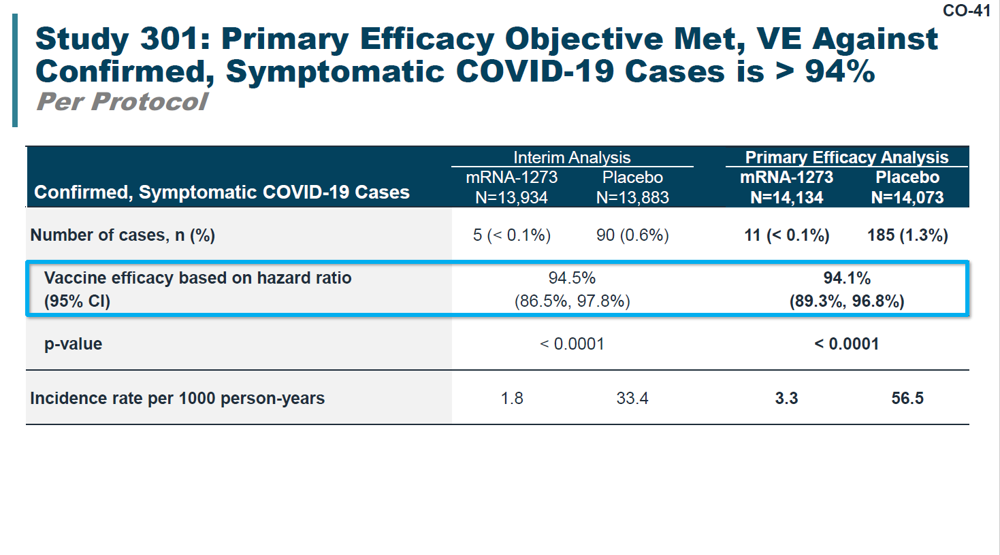 CO-41
Study 301: Primary Efficacy Objective Met, VE Against
Confirmed, Symptomatic COVID-19 Cases is > 94%
Per Protocol
Interim Analysis Primary Efficacy Analysis
mRNA-1273 Placebo mRNA-1273 Placebo
Confirmed, Symptomatic COVID-19 Cases N=13,934 N=13,883 N=14,134 N=14,073
Number of cases, n (%) 5 (< 0.1%) 90 (0.6%) 11 (< 0.1%) 185 (1.3%)
Vaccine efficacy based on hazard ratio 94.5% 94.1%
(95% CI) (86.5%, 97.8%) (89.3%, 96.8%)
p-value < 0.0001 < 0.0001
Incidence rate per 1000 person-years 1.8 33.4 3.3 56.5